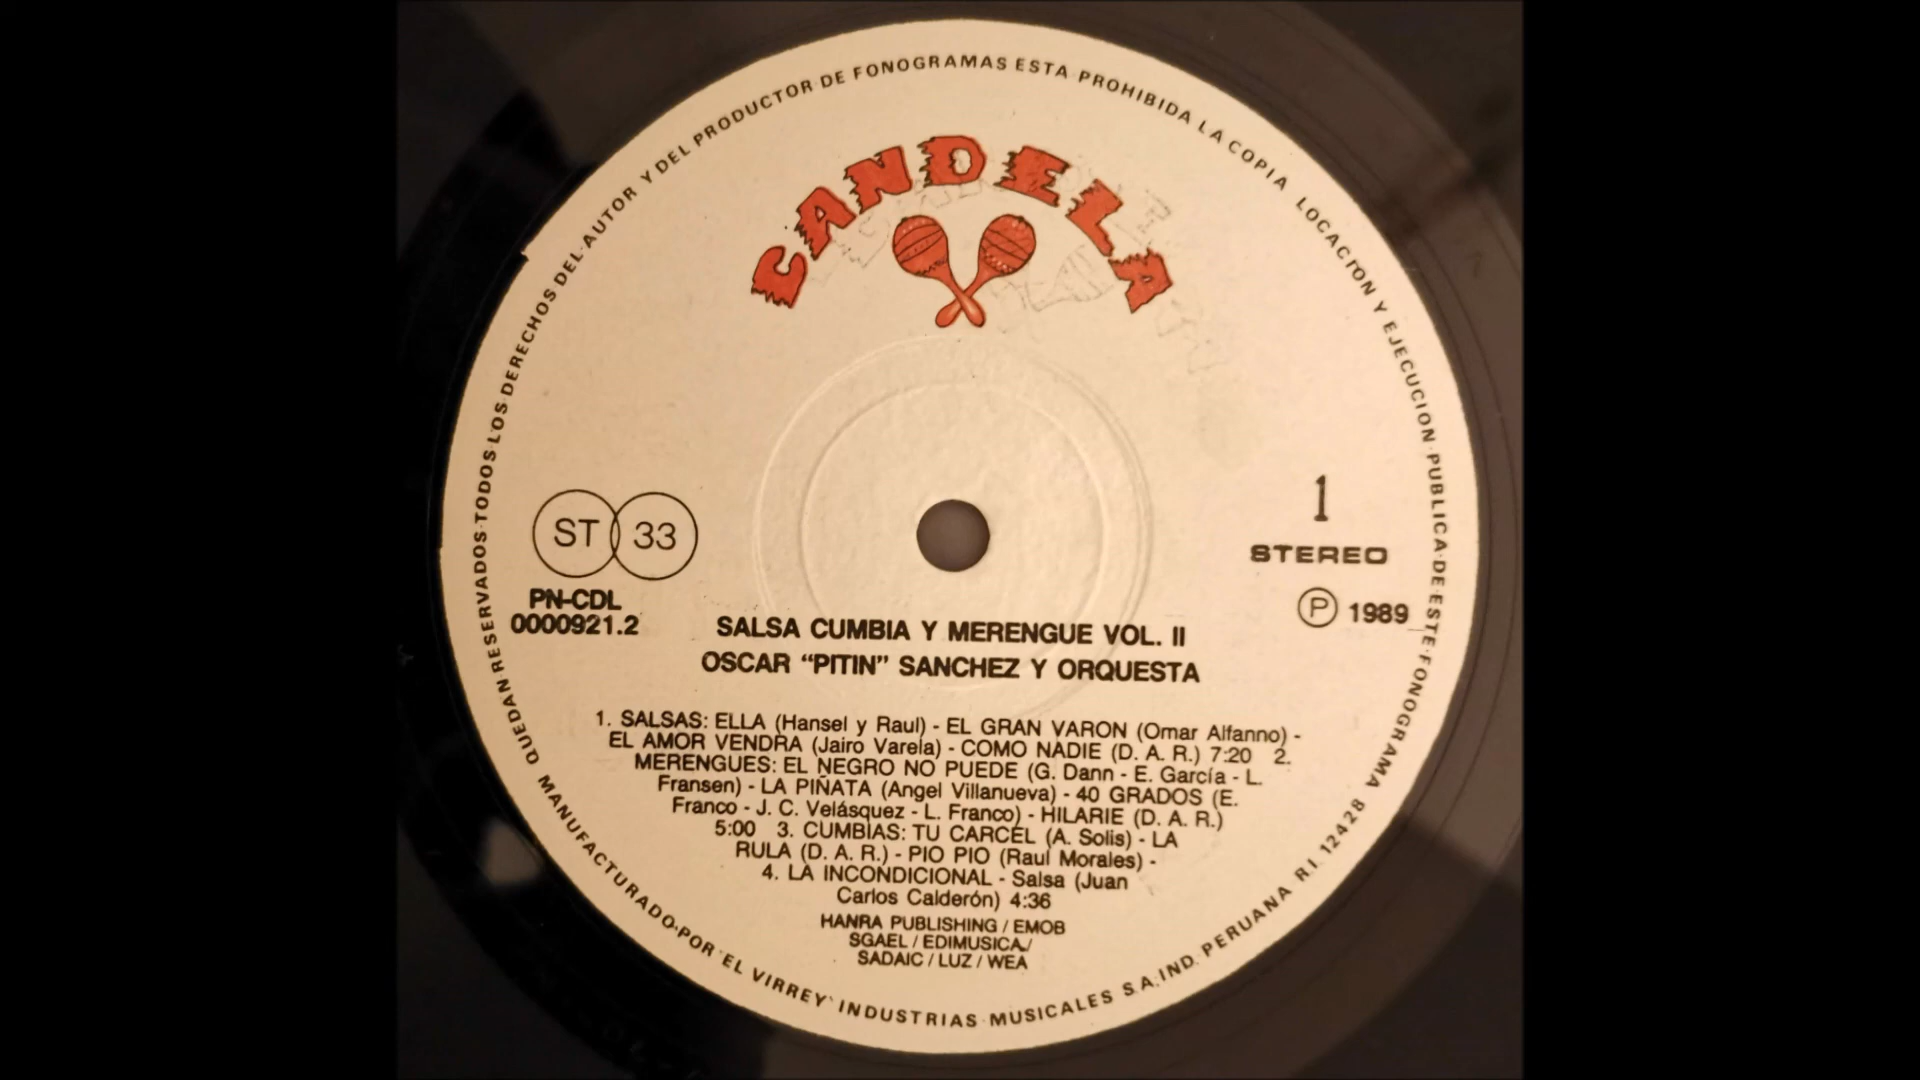 QUEDAN·RESERVADOS·TODOS·LOS·DERECHOS DEL·AUTOR Y DEL PRODUCTOR DE FONOGRAMAS ESTA PROHIBIDA LA COPIA LOCACION Y EJECUCION·PUBLICA·DE·ESTE·FONOGRAMA
CANDELA
ST 33
1
STEREO
PN-CDL
0000921.2
Ⓟ 1989
SALSA CUMBIA Y MERENGUE VOL. II
OSCAR “PITIN” SANCHEZ Y ORQUESTA
1. SALSAS: ELLA (Hansel y Raul) - EL GRAN VARON (Omar Alfanno) -
EL AMOR VENDRA (Jairo Varela) - COMO NADIE (D. A. R.) 7:20 2.
MERENGUES: EL NEGRO NO PUEDE (G. Dann - E. García - L.
Fransen) - LA PIÑATA (Angel Villanueva) - 40 GRADOS (E.
Franco - J. C. Velásquez - L. Franco) - HILARIE (D. A. R.)
5:00 3. CUMBIAS: TU CARCEL (A. Solis) - LA
RULA (D. A. R.) - PIO PIO (Raul Morales) -
4. LA INCONDICIONAL - Salsa (Juan
Carlos Calderón) 4:36
HANRA PUBLISHING / EMOB
SGAEL / EDIMUSICA /
SADAIC / LUZ / WEA
MANUFACTURADO·POR "EL VIRREY" INDUSTRIAS·MUSICALES S.A. IND. PERUANA R.I. 12428